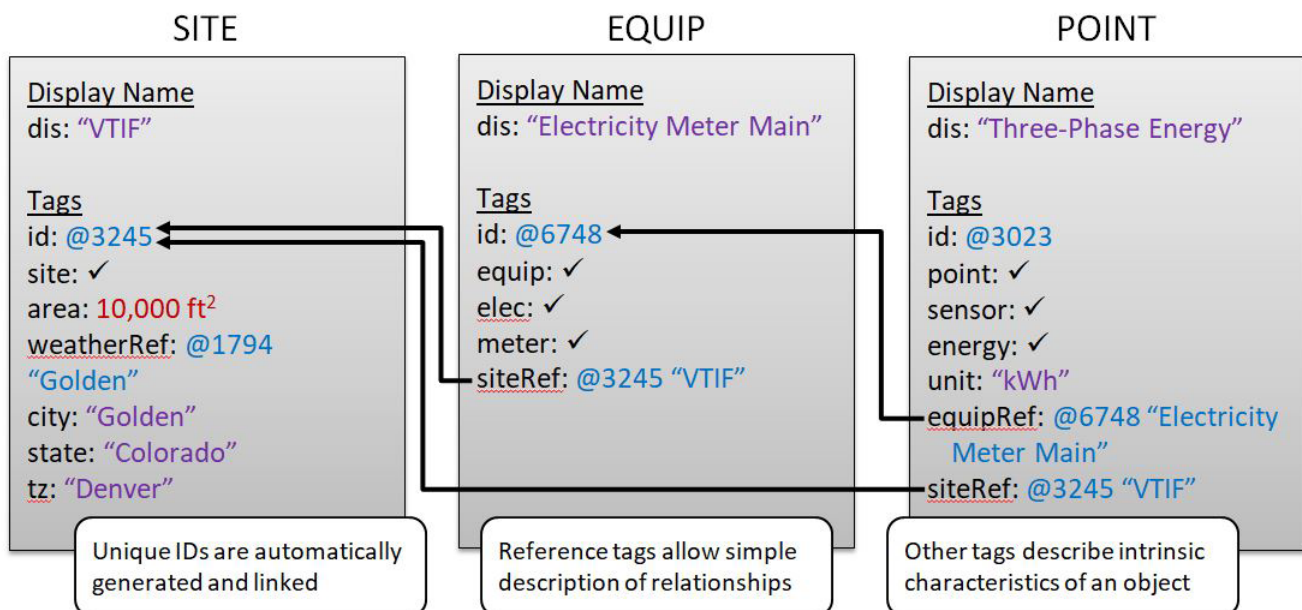 SITE
Display Name
dis: “VTIF”
Tags
id: @3245
site: ✓
area: 10,000 ft²
weatherRef: @1794
“Golden”
city: “Golden”
state: “Colorado”
tz: “Denver”
Unique IDs are automatically
generated and linked
EQUIP
Display Name
dis: “Electricity Meter Main”
Tags
id: @6748
equip: ✓
elec: ✓
meter: ✓
siteRef: @3245 “VTIF”
Reference tags allow simple
description of relationships
POINT
Display Name
dis: “Three-Phase Energy”
Tags
id: @3023
point: ✓
sensor: ✓
energy: ✓
unit: “kWh”
equipRef: @6748 “Electricity
Meter Main”
siteRef: @3245 “VTIF”
Other tags describe intrinsic
characteristics of an object